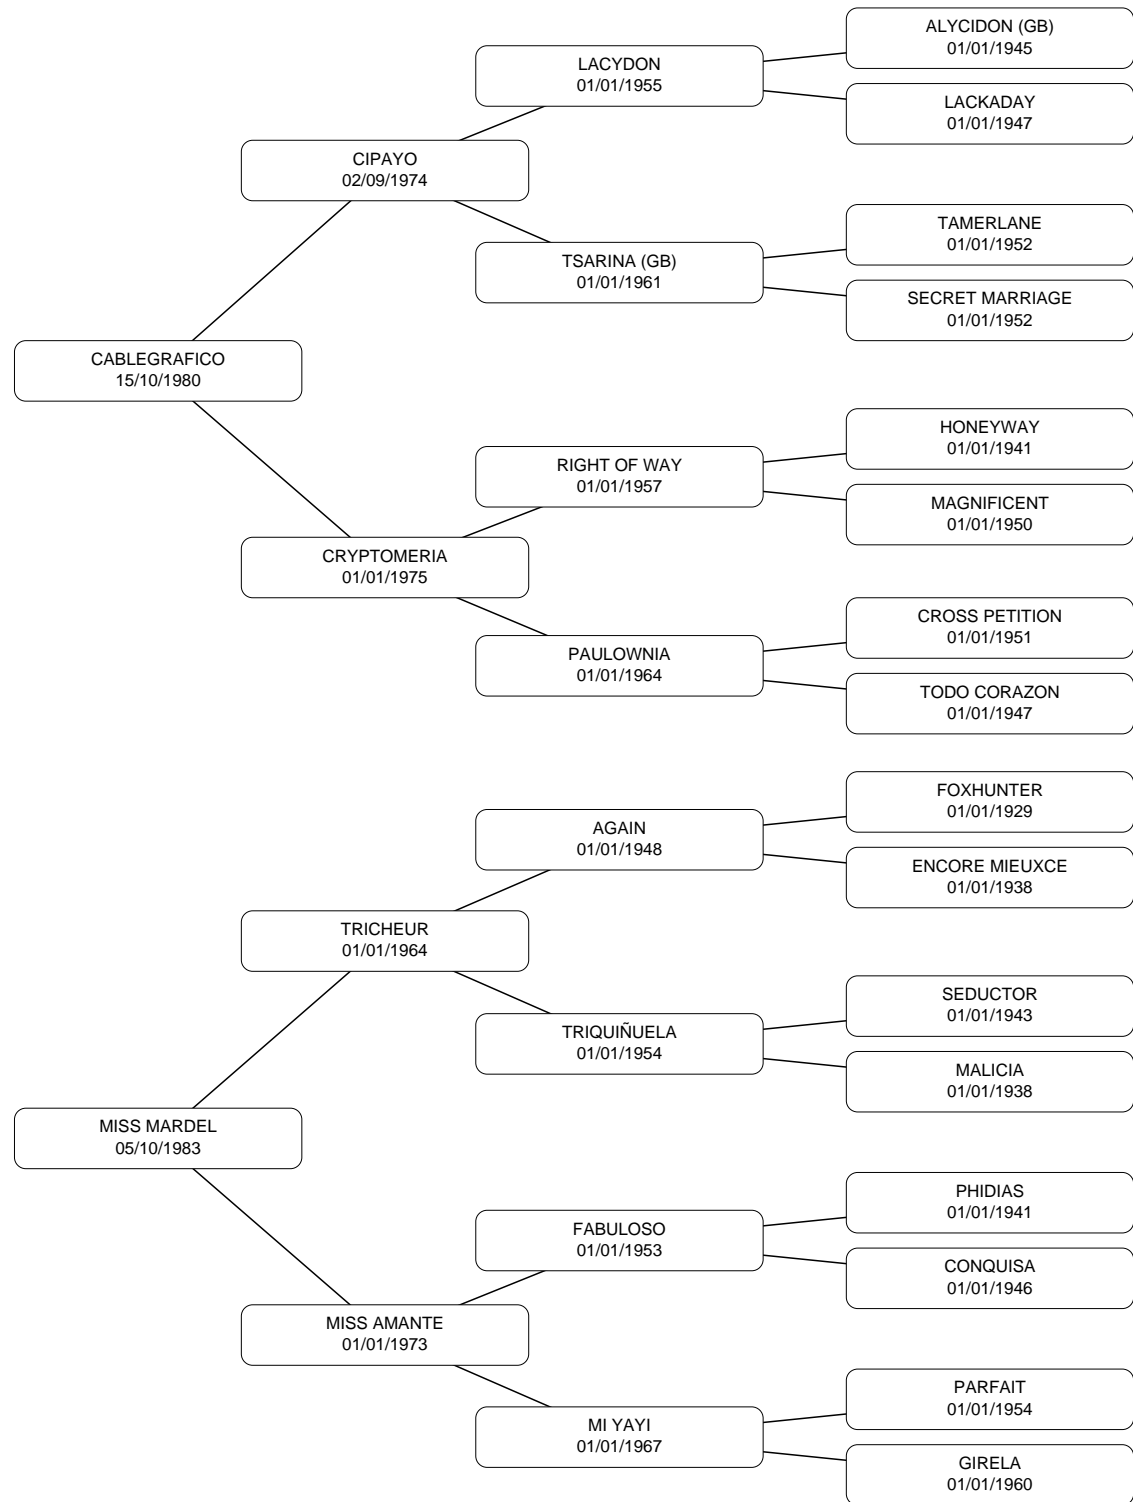 ALYCIDON (GB)
01/01/1945
LACYDON
01/01/1955
LACKADAY
01/01/1947
CIPAYO
02/09/1974
TAMERLANE
01/01/1952
TSARINA (GB)
01/01/1961
SECRET MARRIAGE
01/01/1952
CABLEGRAFICO
15/10/1980
HONEYWAY
01/01/1941
RIGHT OF WAY
01/01/1957
MAGNIFICENT
01/01/1950
CRYPTOMERIA
01/01/1975
CROSS PETITION
01/01/1951
PAULOWNIA
01/01/1964
TODO CORAZON
01/01/1947
FOXHUNTER
01/01/1929
AGAIN
01/01/1948
ENCORE MIEUXCE
01/01/1938
TRICHEUR
01/01/1964
SEDUCTOR
01/01/1943
TRIQUIÑUELA
01/01/1954
MALICIA
01/01/1938
MISS MARDEL
05/10/1983
PHIDIAS
01/01/1941
FABULOSO
01/01/1953
CONQUISA
01/01/1946
MISS AMANTE
01/01/1973
PARFAIT
01/01/1954
MI YAYI
01/01/1967
GIRELA
01/01/1960